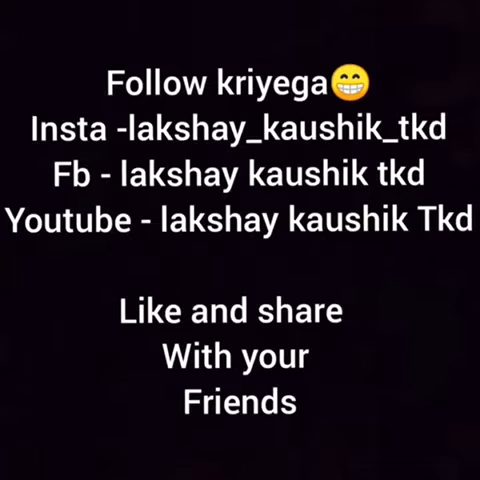 Follow kriyega😁
Insta -lakshay_kaushik_tkd
Fb - lakshay kaushik tkd
Youtube - lakshay kaushik Tkd
Like and share
With your
Friends